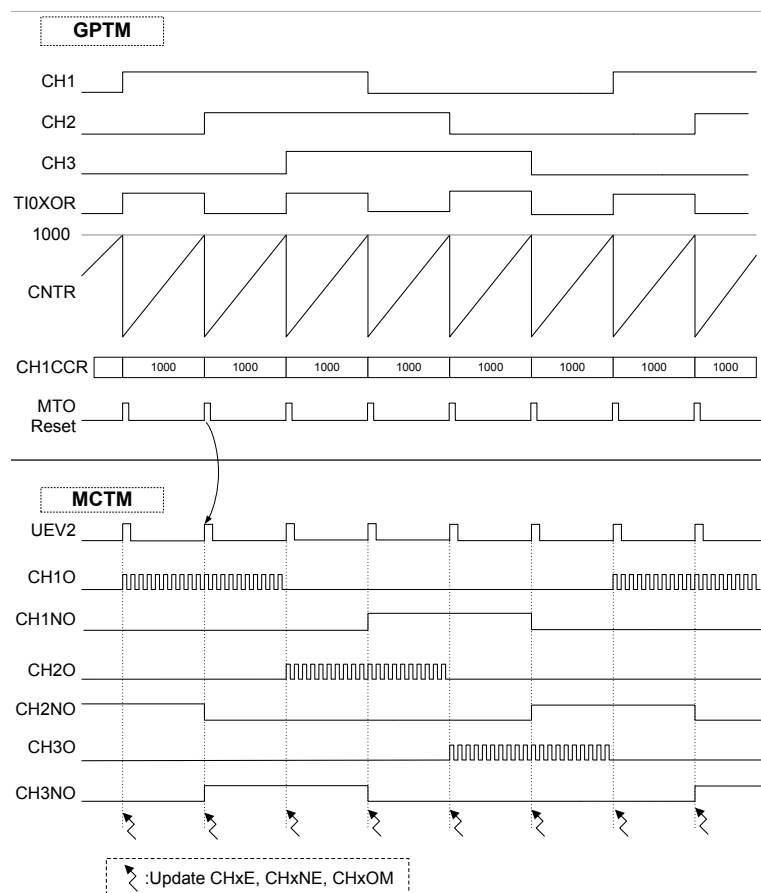 GPTM
CH1
CH2
CH3
TI0XOR
1000
CNTR
CH1CCR 1000 1000 1000 1000 1000 1000 1000 1000
MTO
Reset
MCTM
UEV2
CH1O
CH1NO
CH2O
CH2NO
CH3O
CH3NO
:Update CHxE, CHxNE, CHxOM